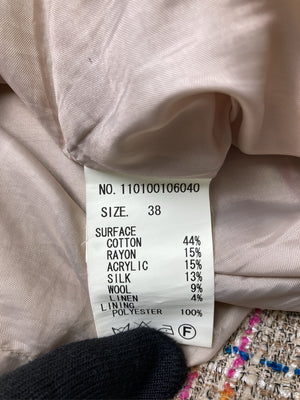 NO. 110100106040
SIZE. 38
SURFACE
COTTON 44%
RAYON 15%
ACRYLIC 15%
SILK 13%
WOOL 9%
LINEN 4%
LINING
POLYESTER 100%
F